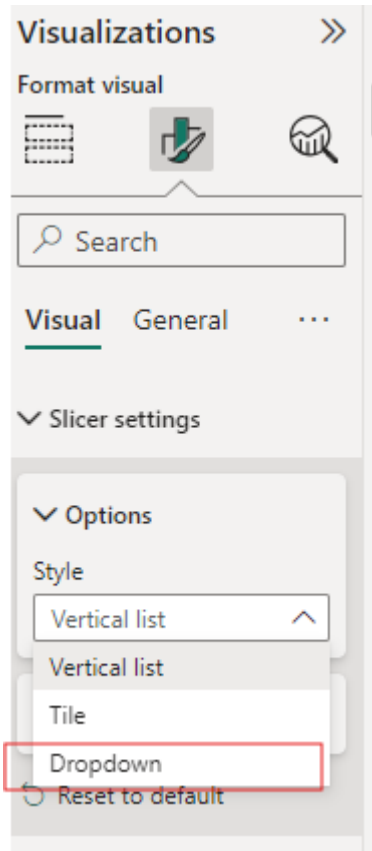 Visualizations
Format visual
Search
Visual General ...
Slicer settings
Options
Style
Vertical list
Vertical list
Tile
Dropdown
Reset to default